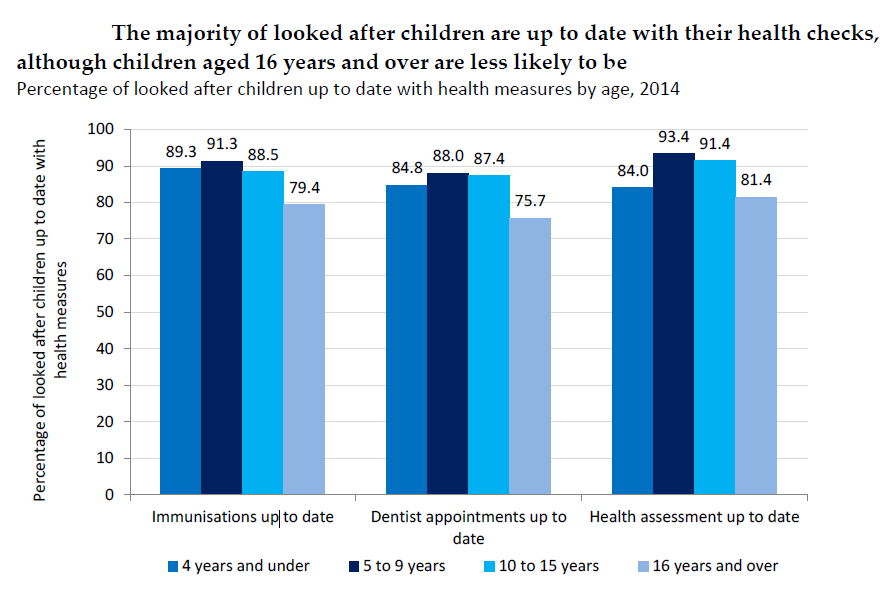 The majority of looked after children are up to date with their health checks,
although children aged 16 years and over are less likely to be
Percentage of looked after children up to date with health measures by age, 2014
Percentage of looked after children up to date with
health measures
100
90
80
70
60
50
40
30
20
10
0
89.3 91.3 88.5 79.4
84.8 88.0 87.4 75.7
84.0 93.4 91.4 81.4
Immunisations up to date
Dentist appointments up to
date
Health assessment up to date
4 years and under 5 to 9 years 10 to 15 years 16 years and over